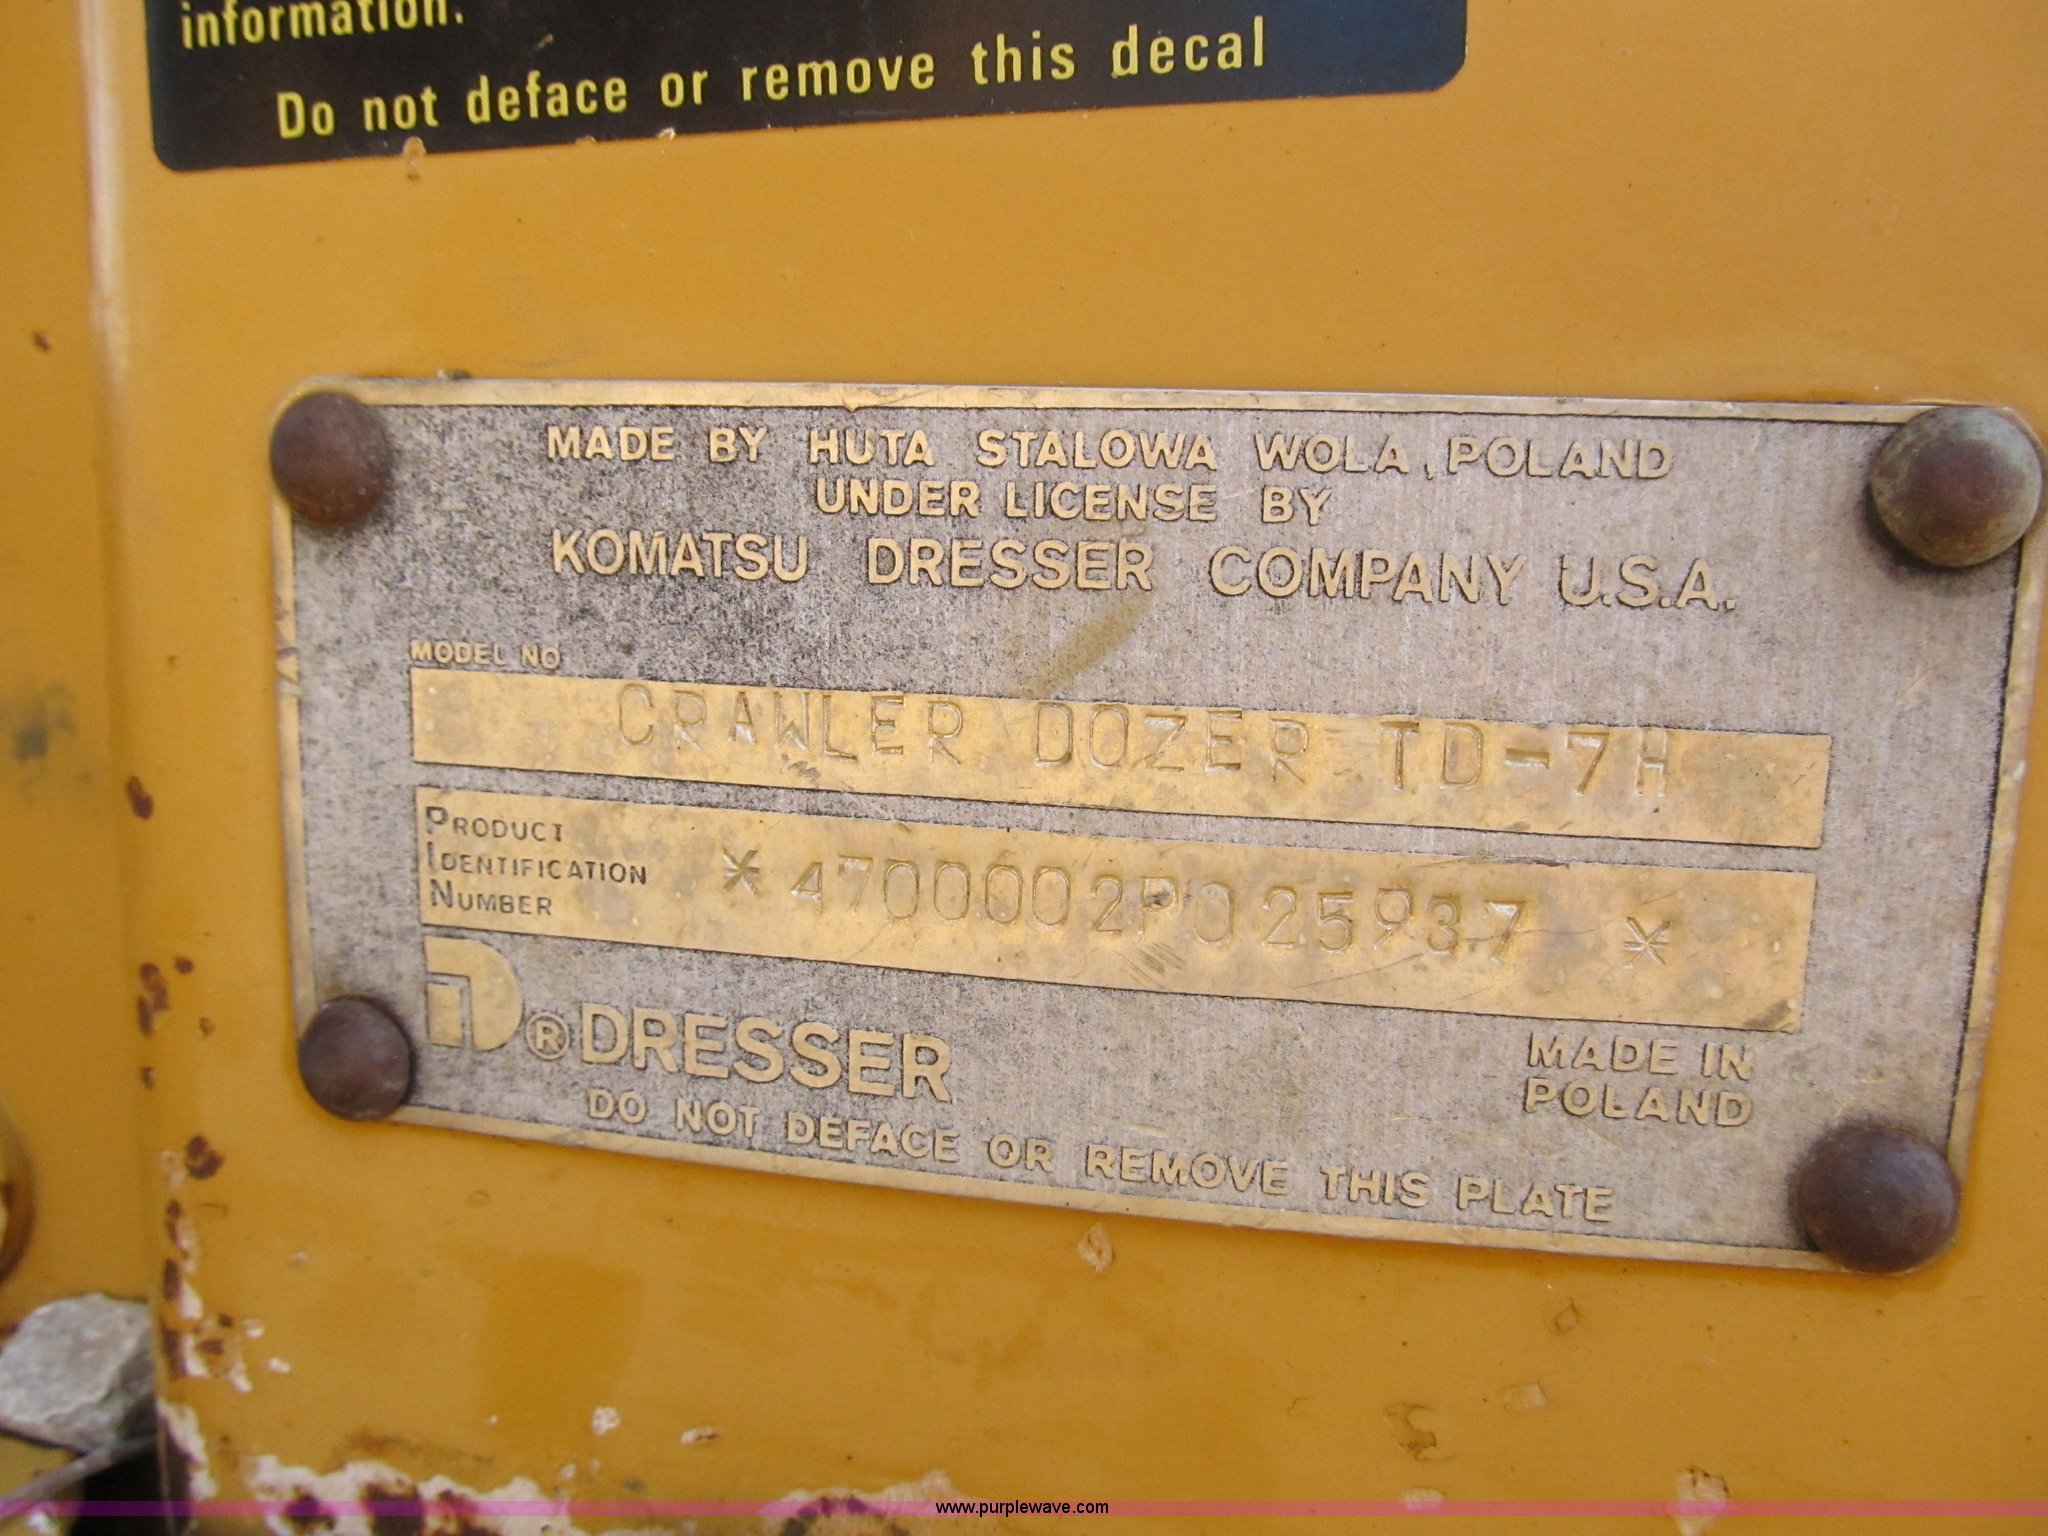 information.
Do not deface or remove this decal
MADE BY HUTA STALOWA WOLA, POLAND
UNDER LICENSE BY
KOMATSU DRESSER COMPANY U.S.A.
MODEL NO
CRAWLER DOZER TD-7H
PRODUCT
IDENTIFICATION
NUMBER
*4700002P025937 *
® DRESSER
MADE IN
POLAND
DO NOT DEFACE OR REMOVE THIS PLATE
www.purplewave.com